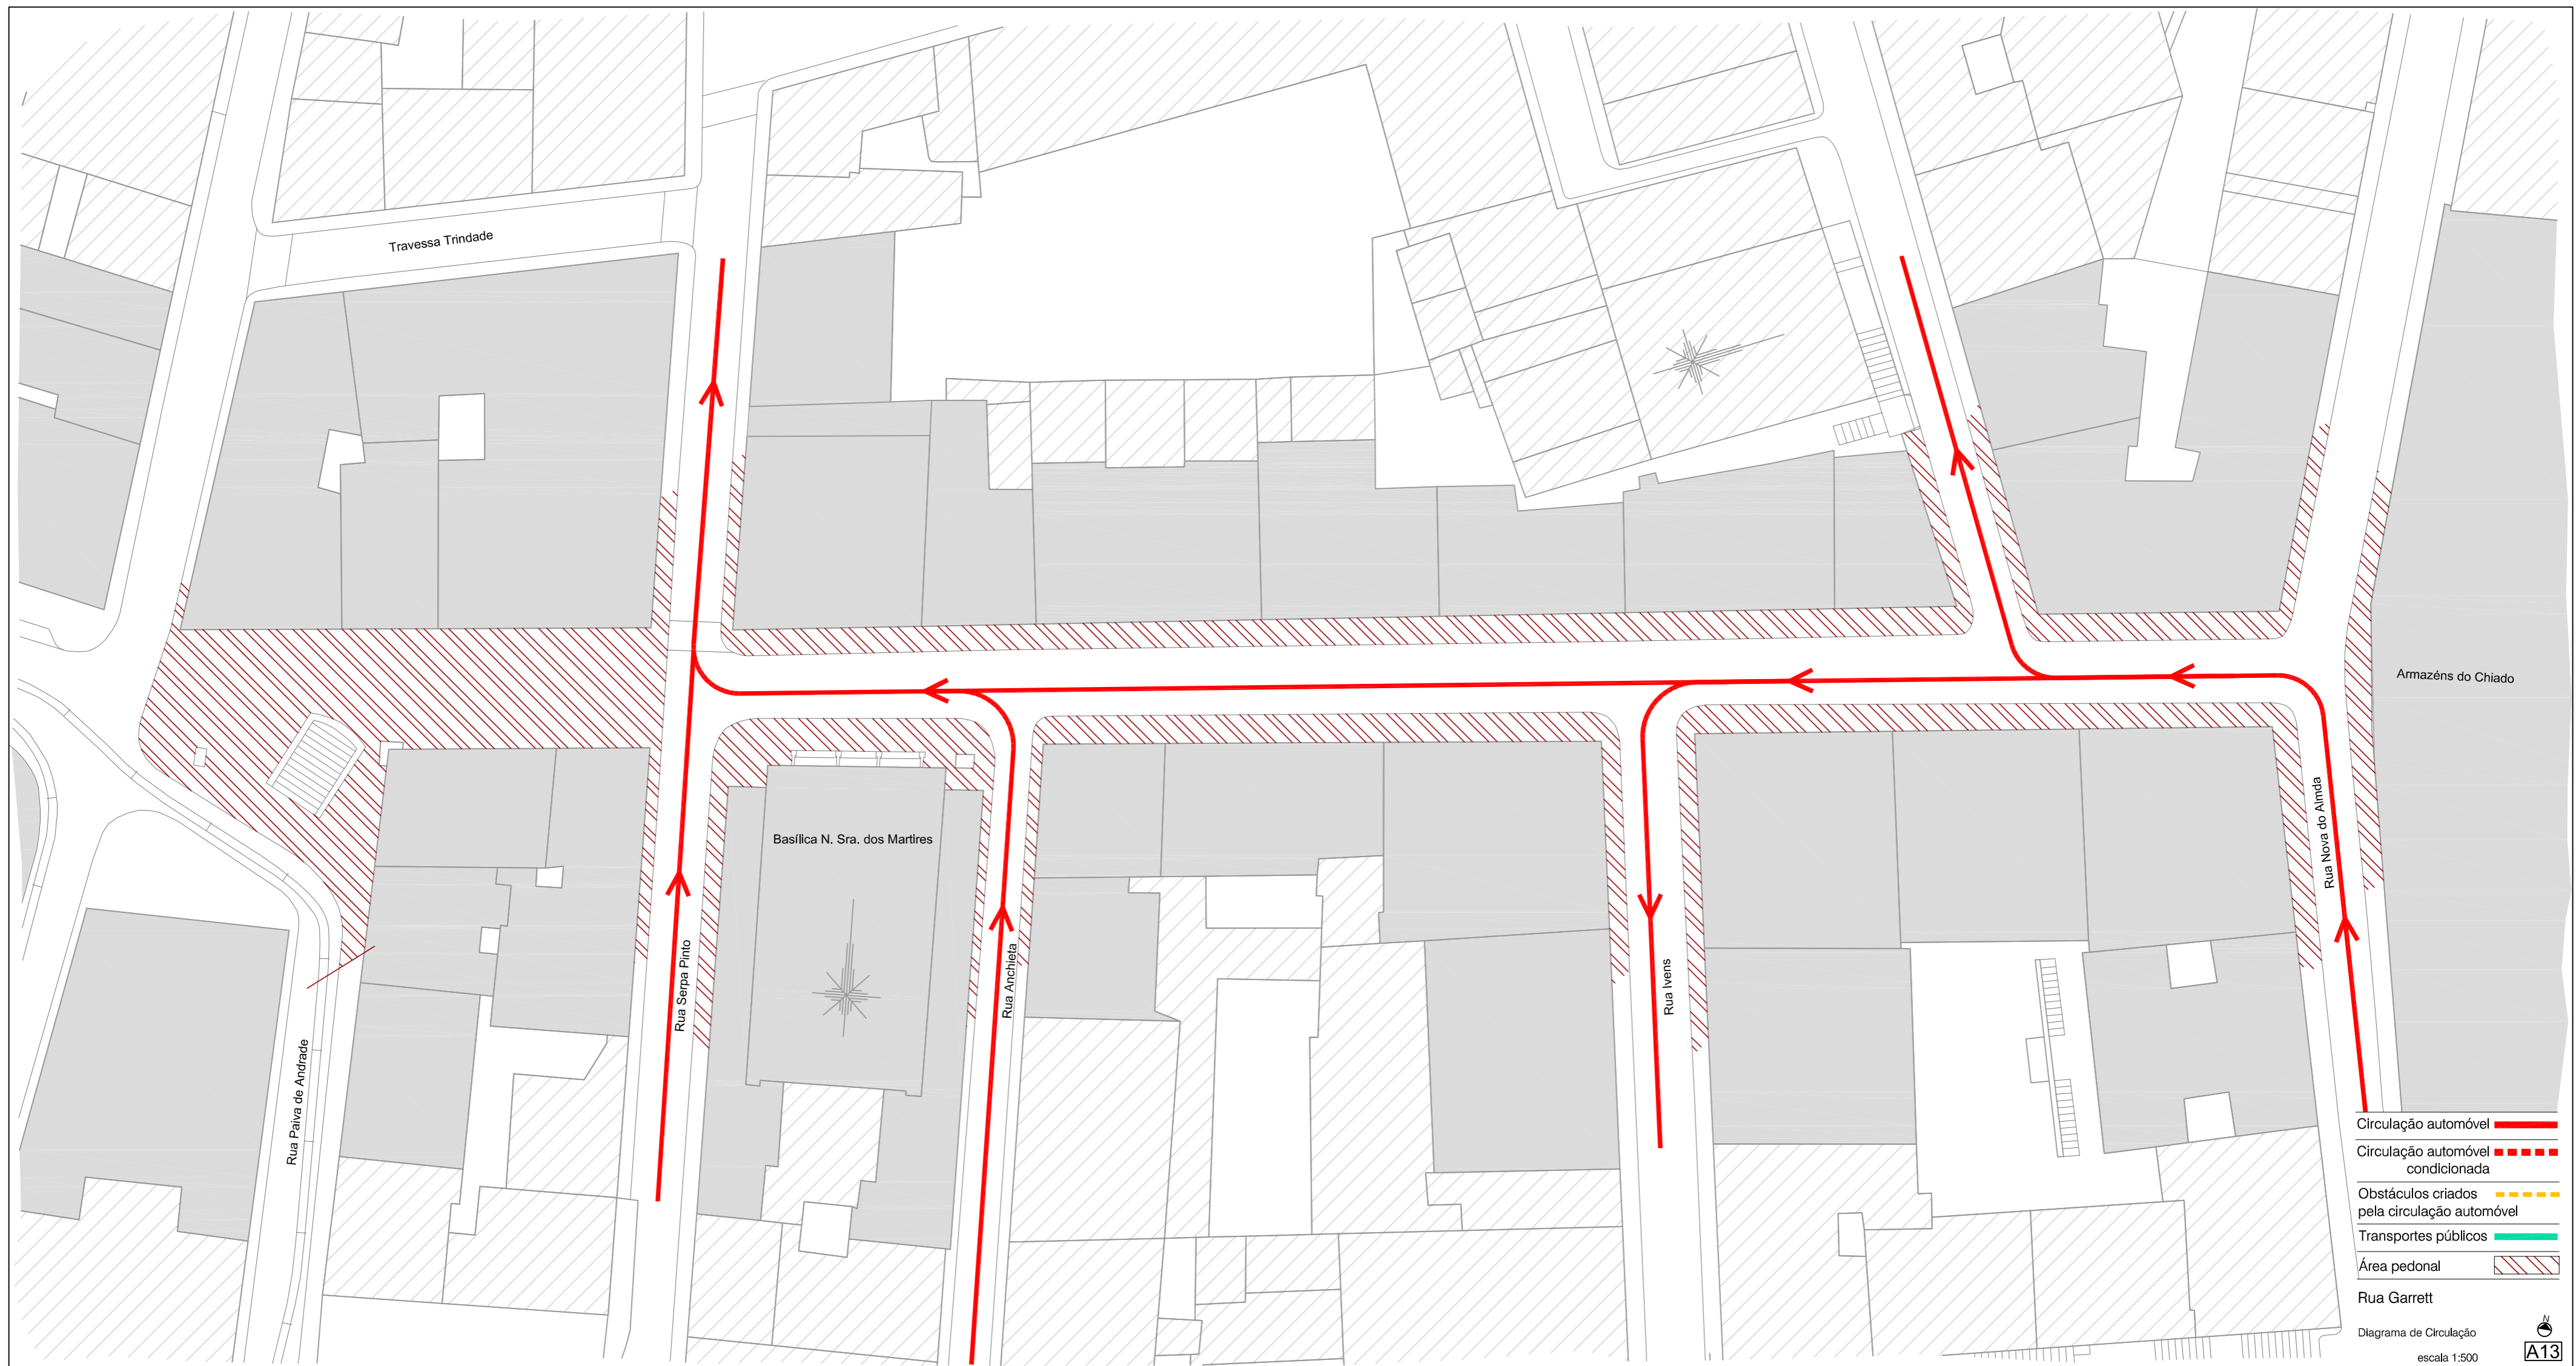 Travessa Trindade
Armazéns do Chiado
Basílica N. Sra. dos Martires
Rua Nova do Almda
Rua Serpa Pinto
Rua Anchieta
Rua Ivens
Rua Paiva de Andrade
Circulação automóvel
Circulação automóvel
condicionada
Obstáculos criados
pela circulação automóvel
Transportes públicos
Área pedonal
Rua Garrett
N
Diagrama de Circulação
escala 1:500
A13